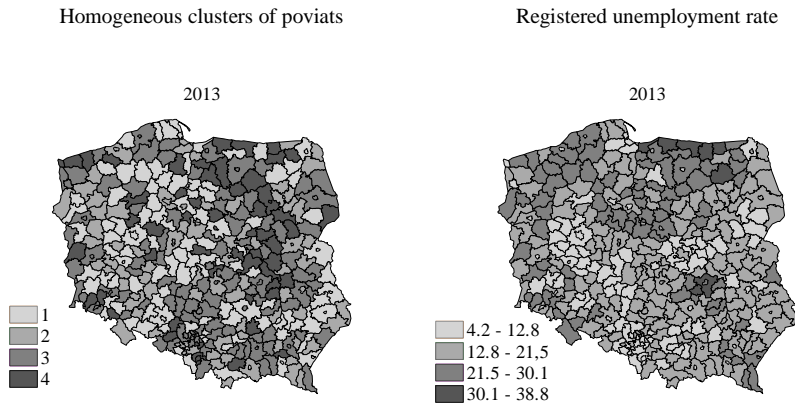 Homogeneous clusters of poviats
Registered unemployment rate
2013
2013
1
2
3
4
4.2 - 12.8
12.8 - 21,5
21.5 - 30.1
30.1 - 38.8